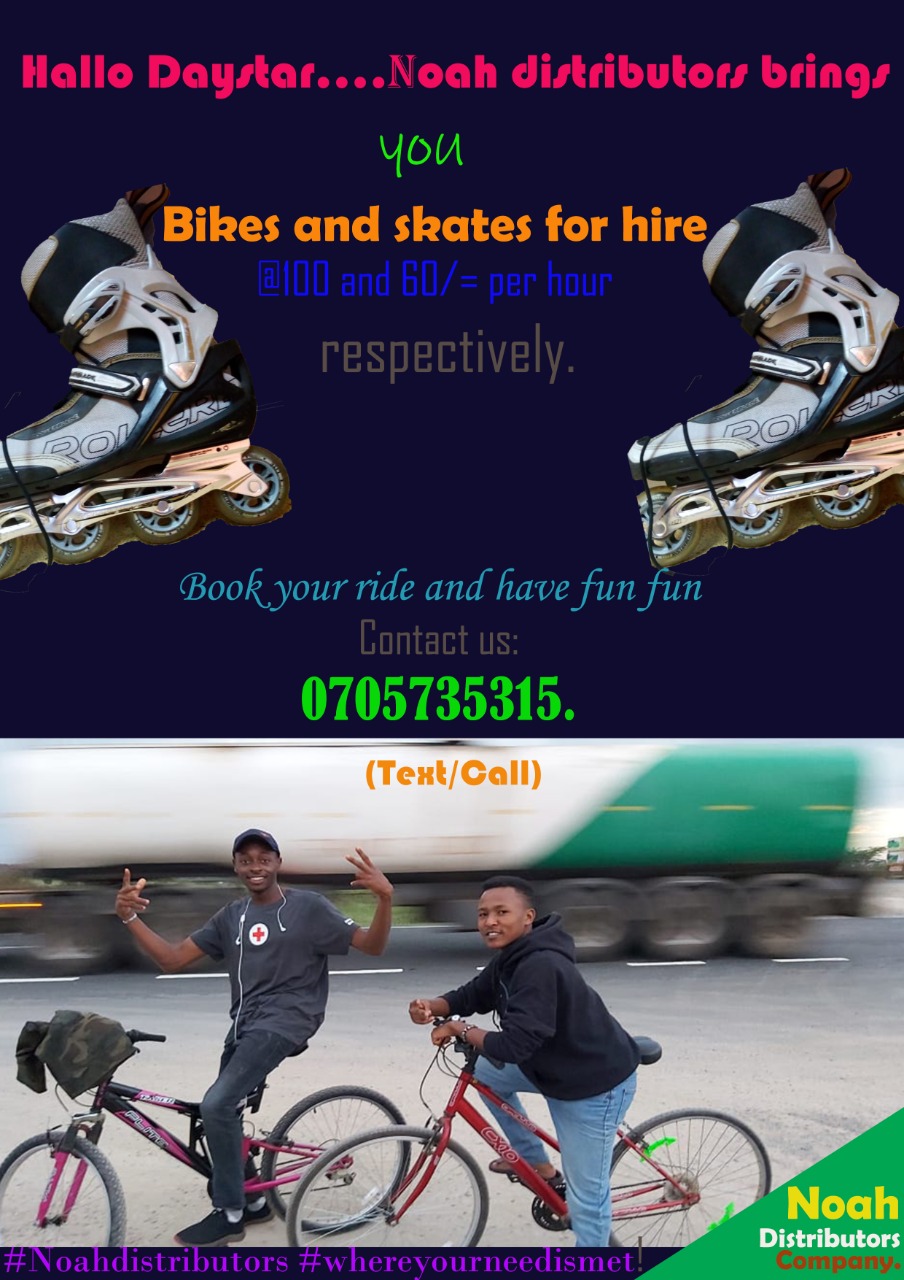 Hallo Daystar....Noah distributors brings
you
Bikes and skates for hire
@100 and 60/= per hour
respectively.
Book your ride and have fun fun
Contact us:
0705735315.
(Text/Call)
Noah
Distributors
Company.
#Noahdistributors #whereyourneedismet!